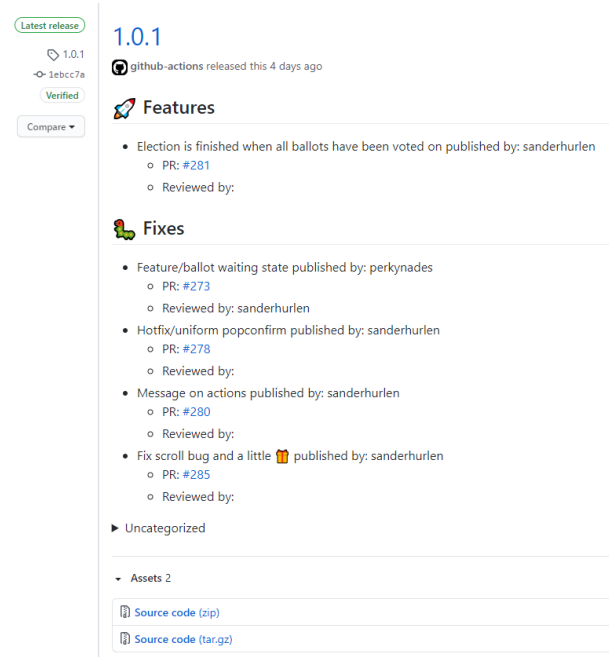 Latest release
1.0.1
1ebcc7a
Verified
Compare
1.0.1
github-actions released this 4 days ago
Features
Election is finished when all ballots have been voted on published by: sanderhurlen
PR: #281
Reviewed by:
Fixes
Feature/ballot waiting state published by: perkynades
PR: #273
Reviewed by: sanderhurlen
Hotfix/uniform popconfirm published by: sanderhurlen
PR: #278
Reviewed by:
Message on actions published by: sanderhurlen
PR: #280
Reviewed by:
Fix scroll bug and a little 🎁 published by: sanderhurlen
PR: #285
Reviewed by:
Uncategorized
Assets 2
Source code (zip)
Source code (tar.gz)